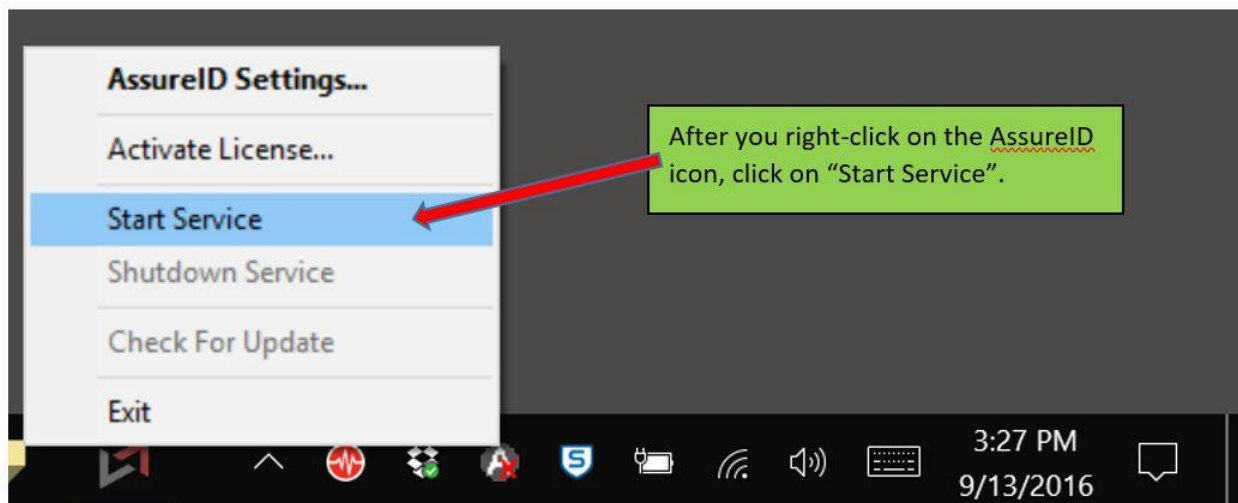 AssureID Settings...
Activate License...
Start Service
Shutdown Service
Check For Update
Exit
After you right-click on the AssureID
icon, click on “Start Service”.
3:27 PM
9/13/2016